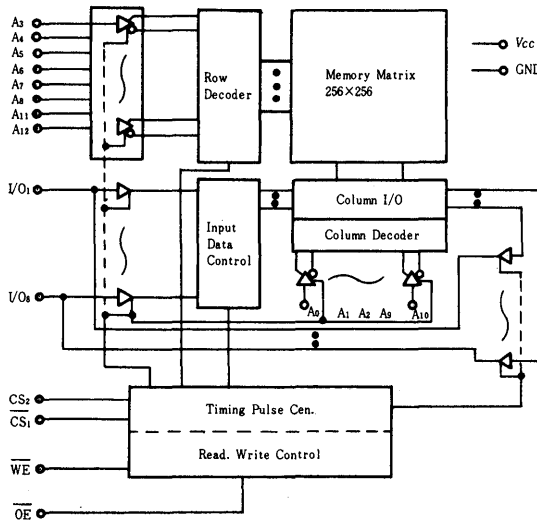 A3
A4
A5
A6
A7
A8
A11
A12
Row
Decoder
Memory Matrix
256×256
Vcc
GND
I/O1
Input
Data
Control
Column I/O
Column Decoder
I/O8
A0 A1 A2 A9 A10
CS2
CS1
Timing Pulse Cen.
Read. Write Control
WE
OE